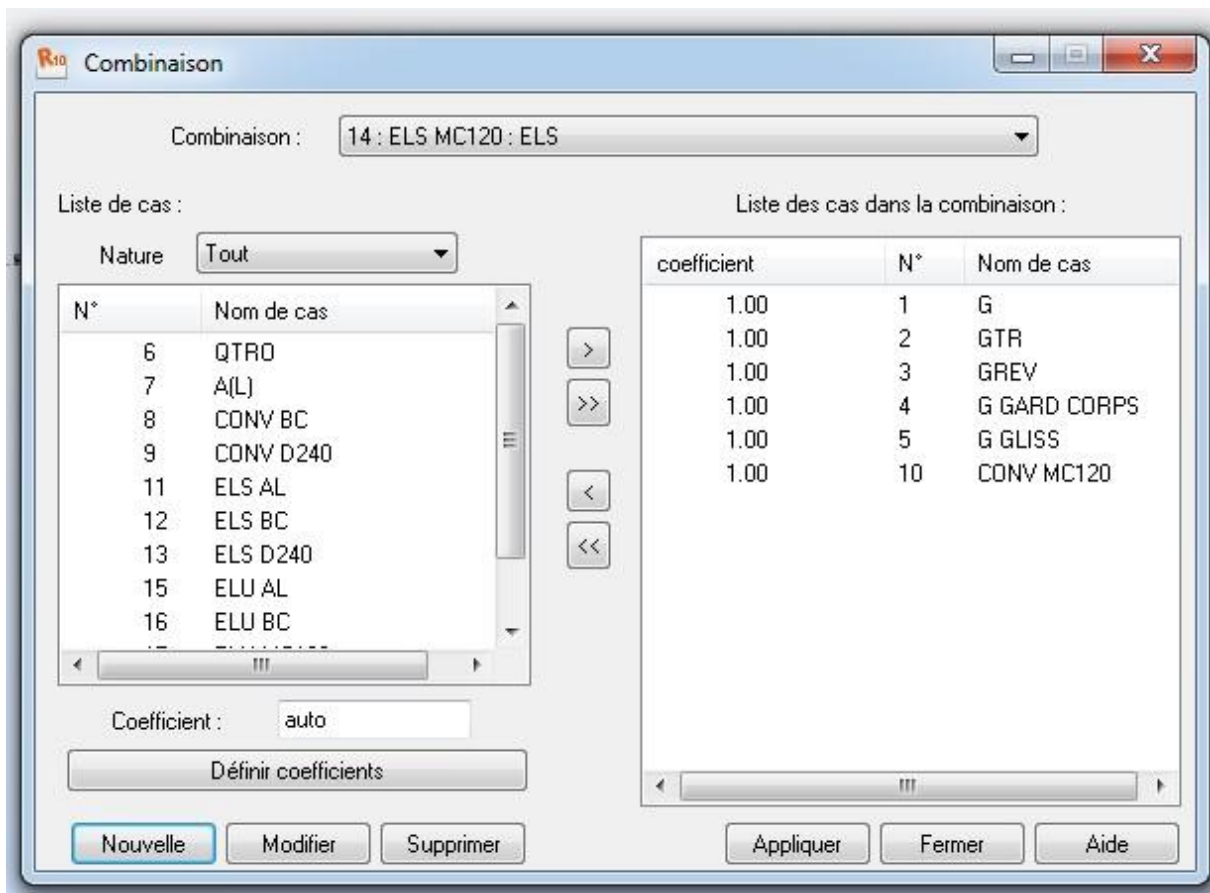 R10 Combinaison
Combinaison : 14 : ELS MC120 : ELS
Liste de cas :
Nature Tout
N° Nom de cas
6 QTRO
7 A(L)
8 CONV BC
9 CONV D240
11 ELS AL
12 ELS BC
13 ELS D240
15 ELU AL
16 ELU BC
Coefficient : auto
Définir coefficients
Nouvelle Modifier Supprimer
> 
>>
<
<<
Liste des cas dans la combinaison :
coefficient N° Nom de cas
1.00 1 G
1.00 2 GTR
1.00 3 GREV
1.00 4 G GARD CORPS
1.00 5 G GLISS
1.00 10 CONV MC120
Appliquer Fermer Aide